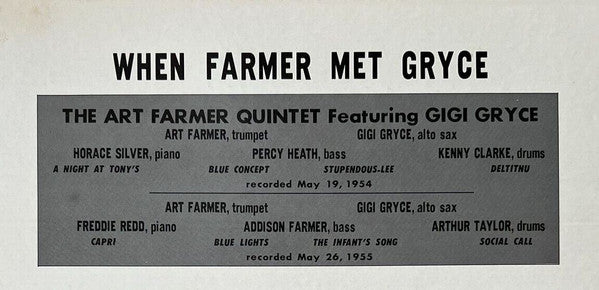 WHEN FARMER MET GRYCE
THE ART FARMER QUINTET Featuring GIGI GRYCE
ART FARMER, trumpet GIGI GRYCE, alto sax
HORACE SILVER, piano PERCY HEATH, bass KENNY CLARKE, drums
A NIGHT AT TONY'S BLUE CONCEPT STUPENDOUS-LEE DELTITNU
recorded May 19, 1954
ART FARMER, trumpet GIGI GRYCE, alto sax
FREDDIE REDD, piano ADDISON FARMER, bass ARTHUR TAYLOR, drums
CAPRI BLUE LIGHTS THE INFANT'S SONG SOCIAL CALL
recorded May 26, 1955